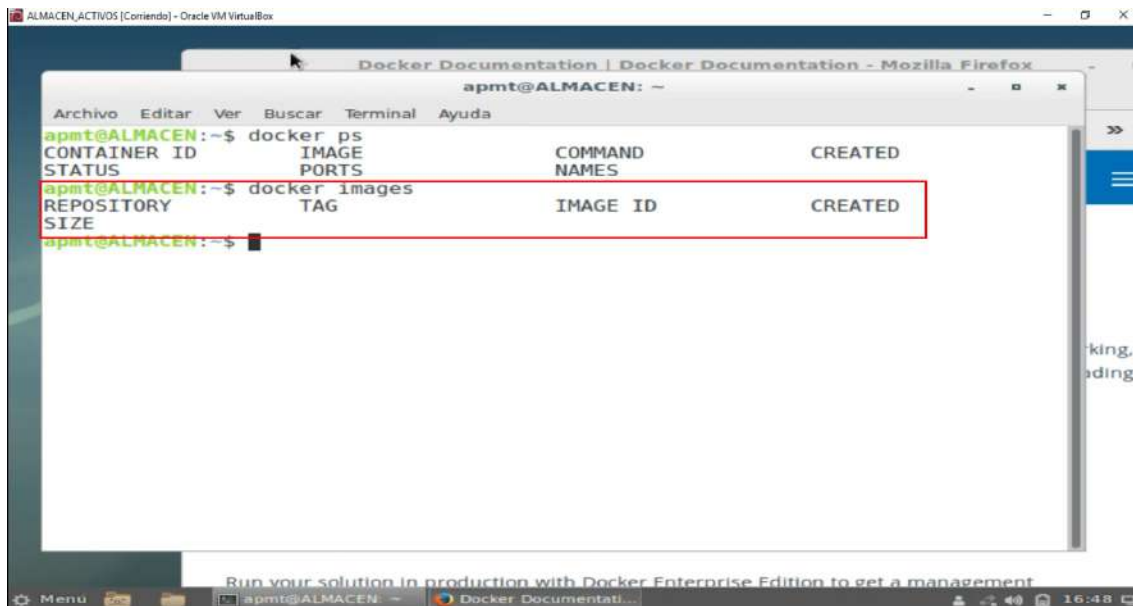 ALMACEN_ACTIVOS [Corriendo] - Oracle VM VirtualBox
Docker Documentation | Docker Documentation - Mozilla Firefox
apmt@ALMACEN: ~
Archivo Editar Ver Buscar Terminal Ayuda
apmt@ALMACEN:~$ docker ps
CONTAINER ID IMAGE COMMAND CREATED
STATUS PORTS NAMES
apmt@ALMACEN:~$ docker images
REPOSITORY TAG IMAGE ID CREATED
SIZE
apmt@ALMACEN:~$
rking,
ading
Run your solution in production with Docker Enterprise Edition to get a management
Menú apmt@ALMACEN: ~ Docker Documentati... 16:48